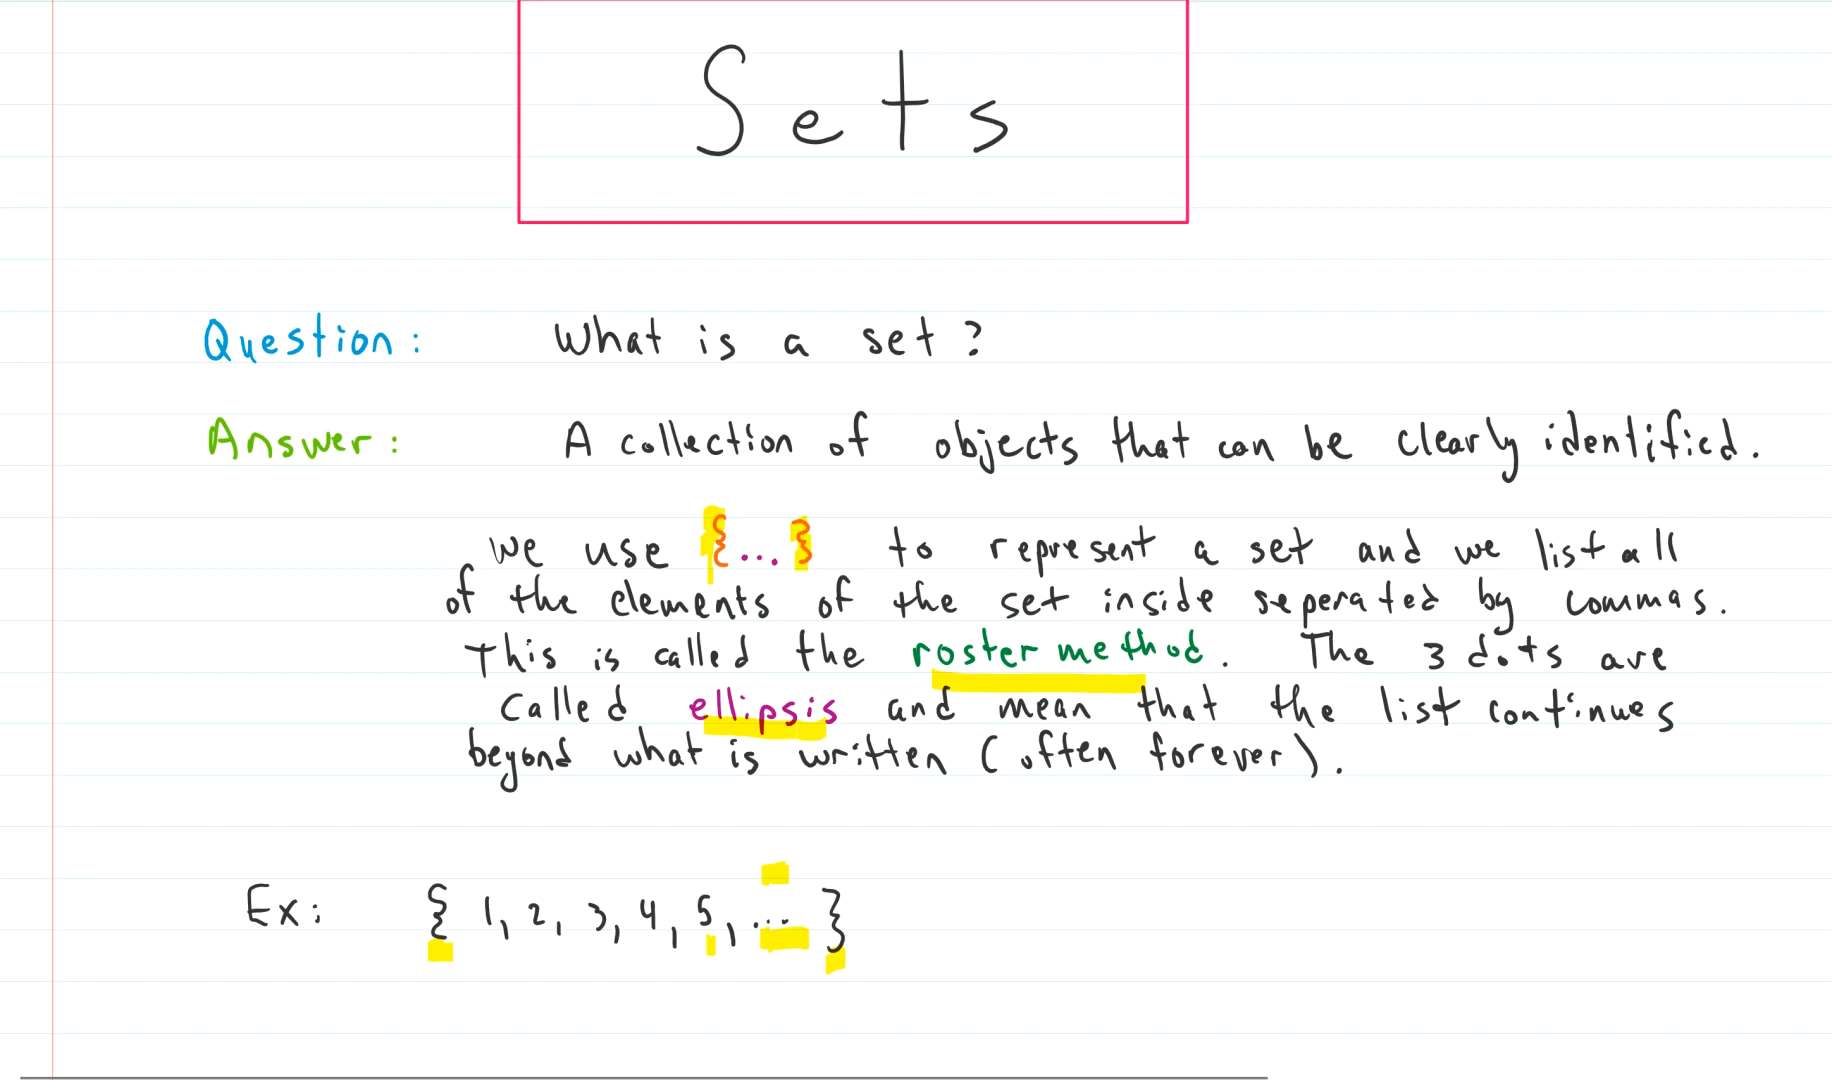 Sets
Question: What is a set?
Answer: A collection of objects that can be clearly identified.
We use {...} to represent a set and we list all
of the elements of the set inside seperated by commas.
This is called the roster method. The 3 dots are
called ellipsis and mean that the list continues
beyond what is written (often forever).
Ex: { 1, 2, 3, 4, 5, ... }